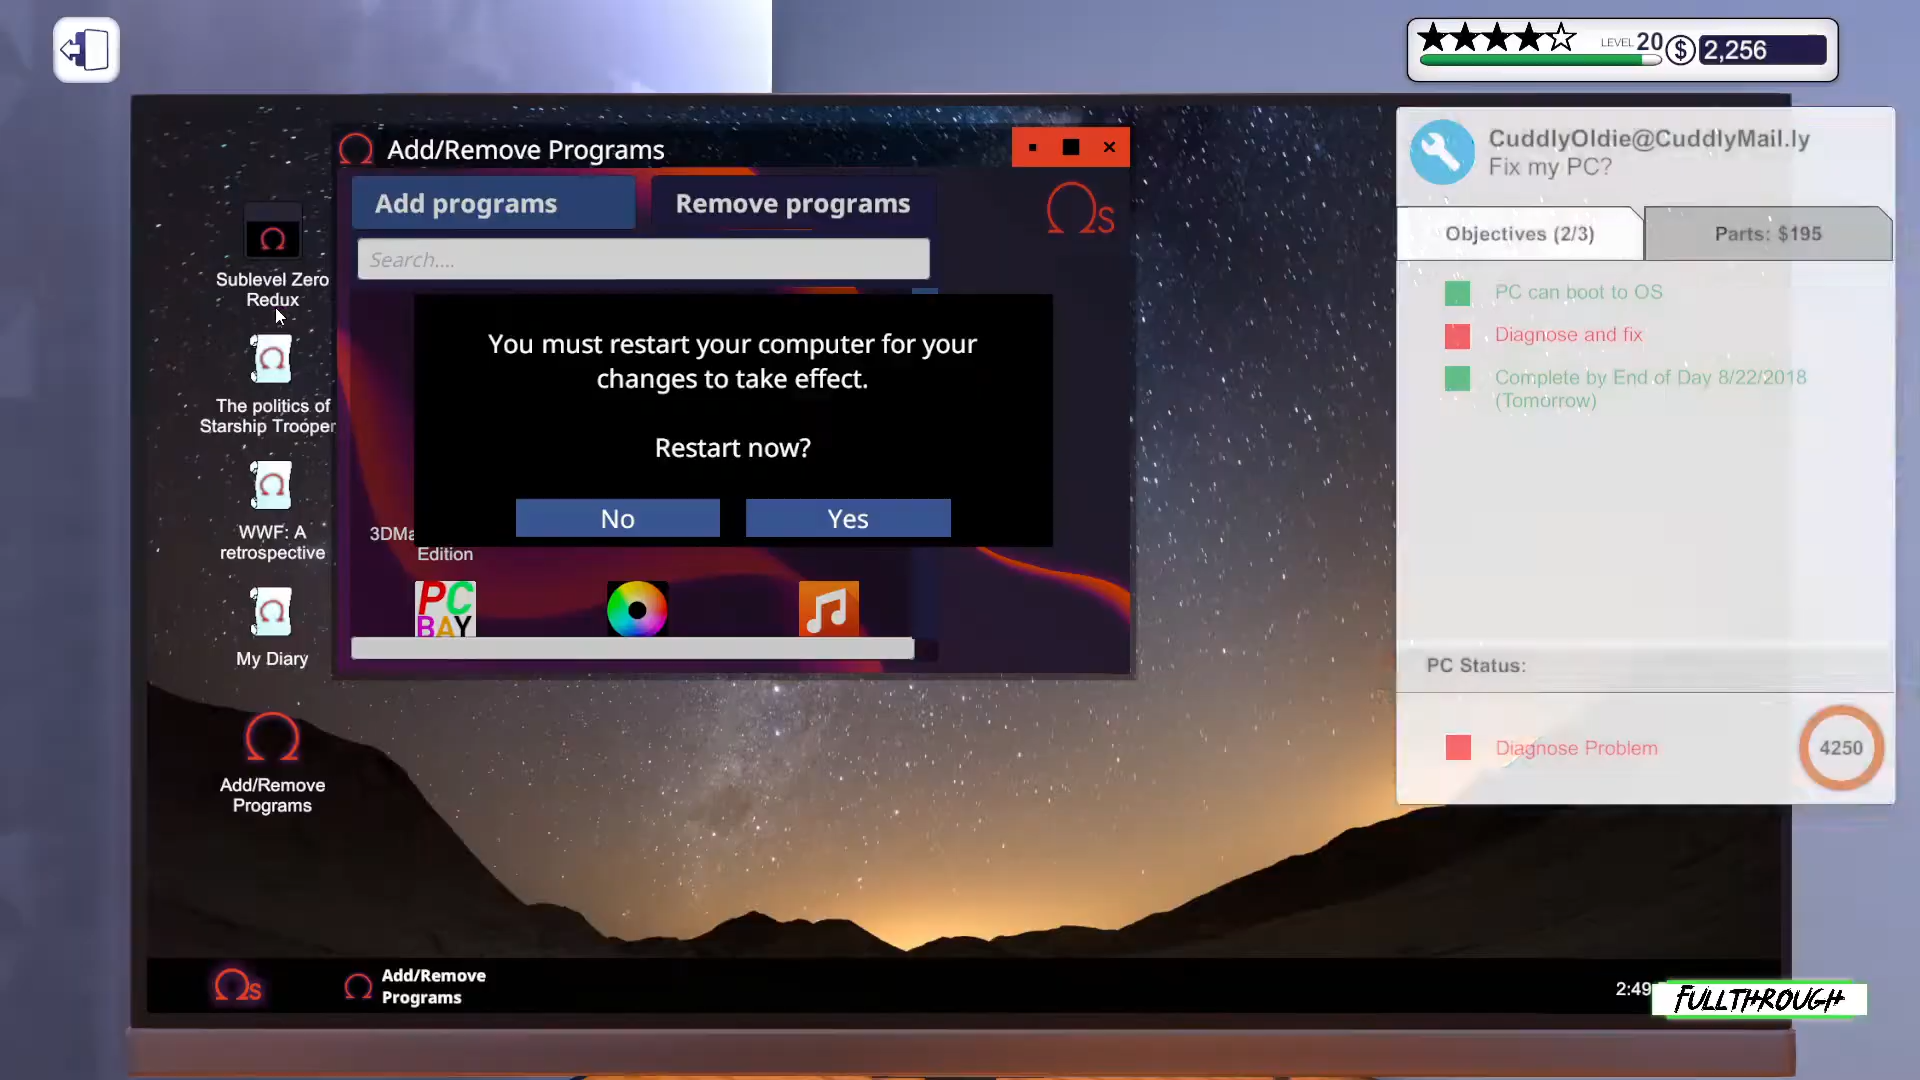 LEVEL 20
$ 2,256
Add/Remove Programs
Add programs
Remove programs
Search....
You must restart your computer for your
changes to take effect.
Restart now?
No
Yes
3DMa
Edition
PC
BAY
Sublevel Zero
Redux
The politics of
Starship Trooper
WWF: A
retrospective
My Diary
Add/Remove
Programs
CuddlyOldie@CuddlyMail.ly
Fix my PC?
Objectives (2/3)
Parts: $195
PC can boot to OS
Diagnose and fix
Complete by End of Day 8/22/2018
(Tomorrow)
PC Status:
Diagnose Problem
4250
Ωs
Ωs
Add/Remove
Programs
2:49
FULLTHROUGH